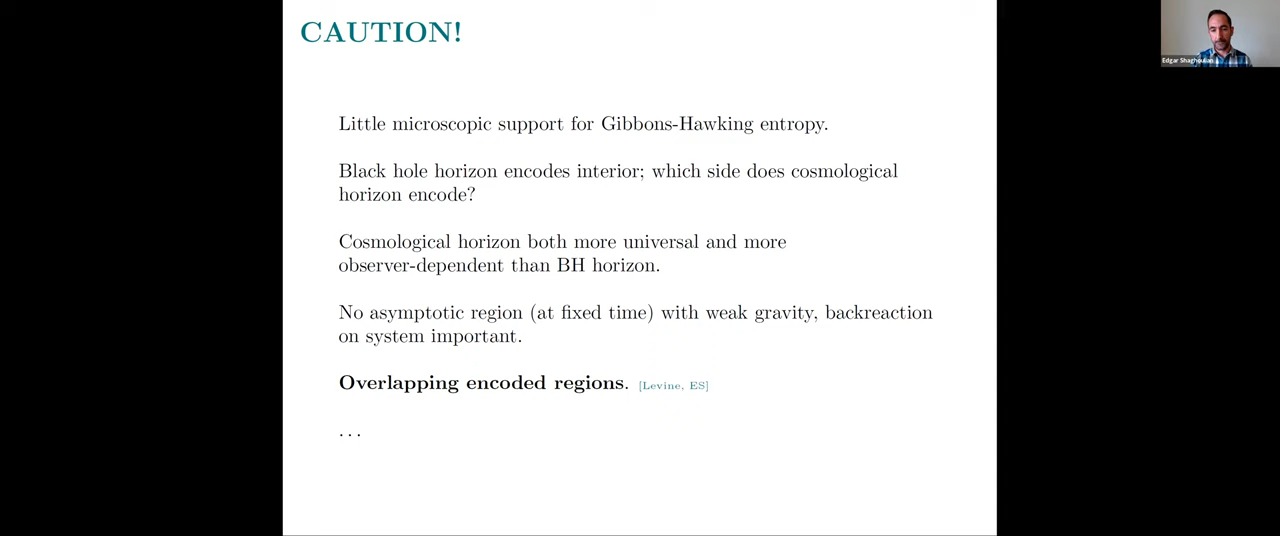 CAUTION!
Little microscopic support for Gibbons-Hawking entropy.
Black hole horizon encodes interior; which side does cosmological
horizon encode?
Cosmological horizon both more universal and more
observer-dependent than BH horizon.
No asymptotic region (at fixed time) with weak gravity, backreaction
on system important.
Overlapping encoded regions. [Levine, ES]
...
Edgar Shaghoulian